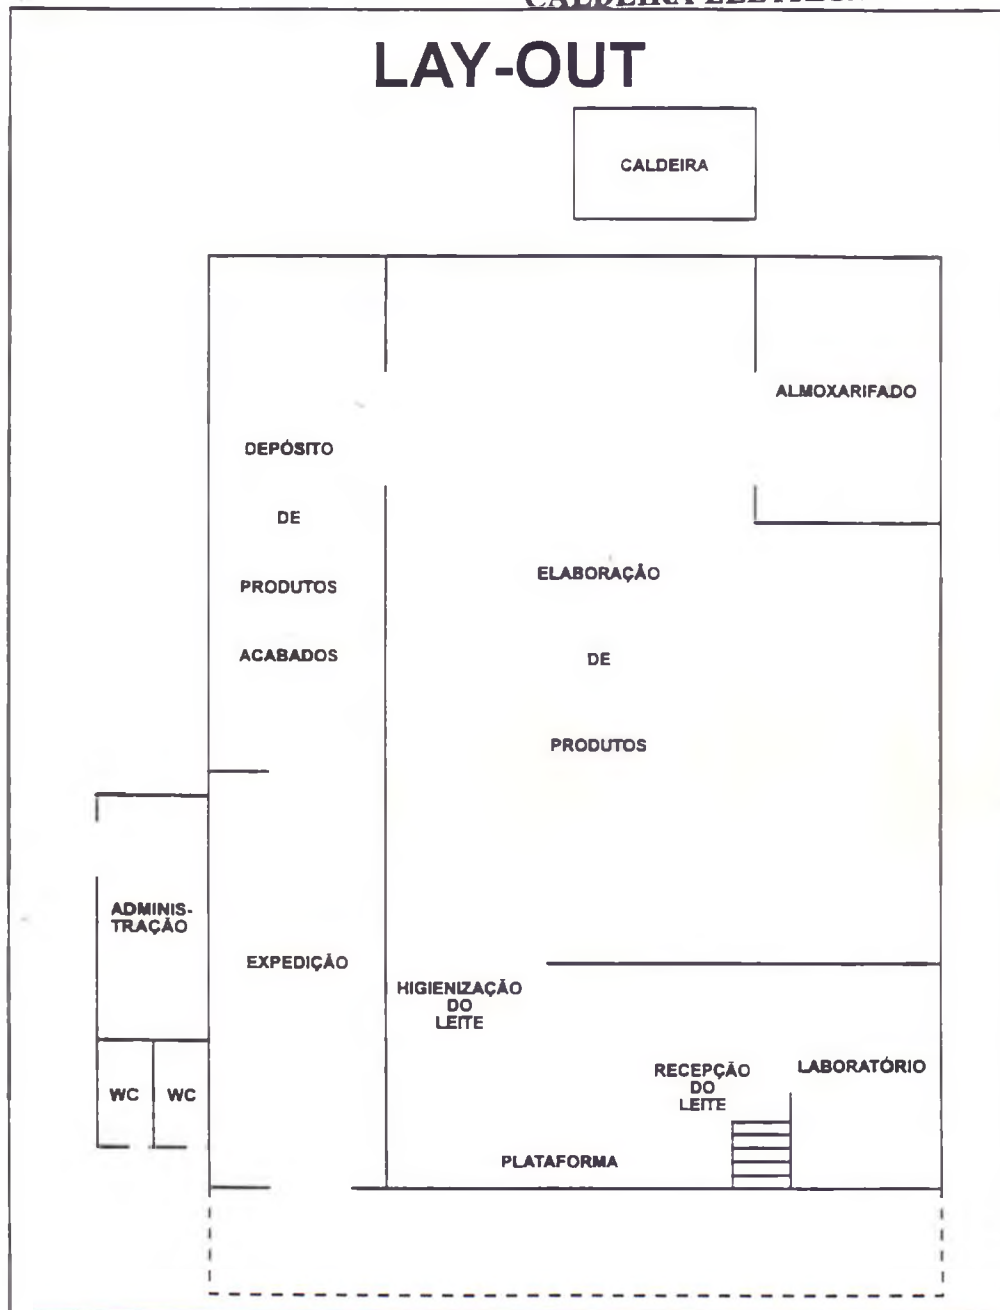 LAY-OUT
CALDEIRA
ALMOXARIFADO
DEPÓSITO
DE
PRODUTOS
ACABADOS
ELABORAÇÃO
DE
PRODUTOS
ADMINIS-
TRAÇÃO
EXPEDIÇÃO
HIGIENIZAÇÃO
DO
LEITE
RECEPÇÃO
DO
LEITE
LABORATÓRIO
WC
WC
PLATAFORMA